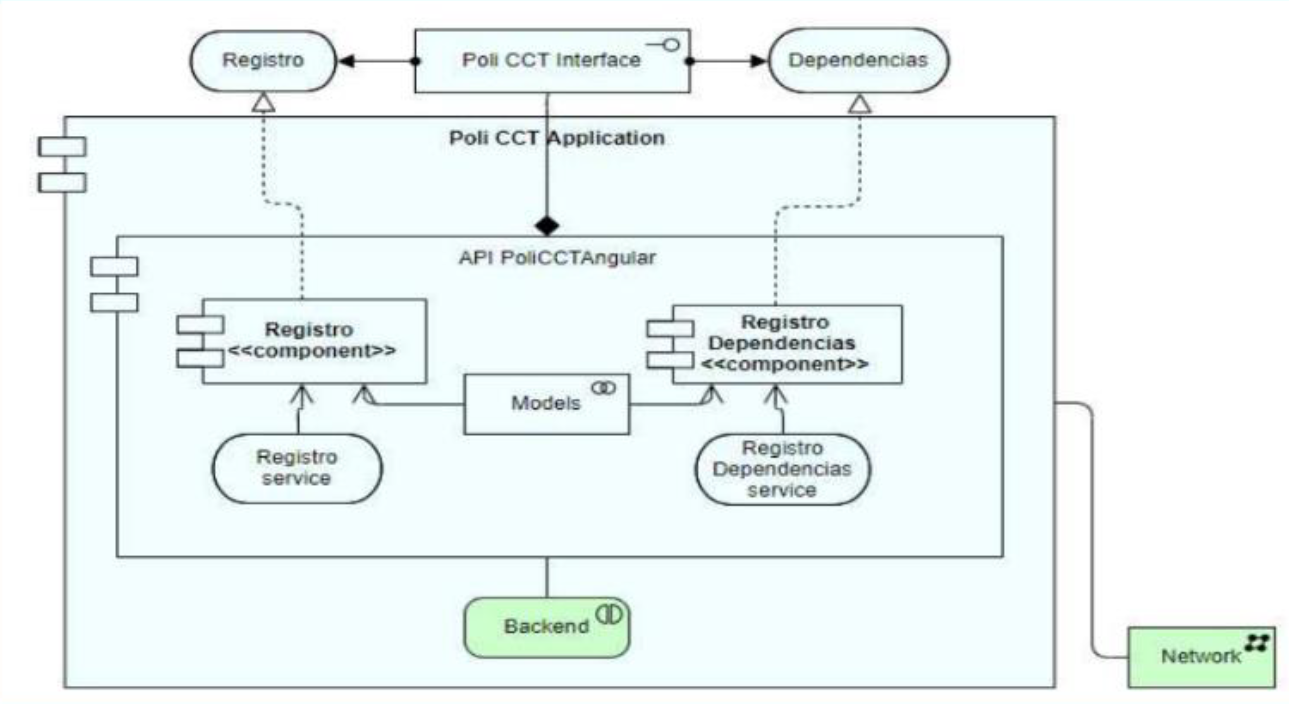 Registro
Poli CCT Interface
Dependencias
Poli CCT Application
API PoliCCTAngular
Registro
<<component>>
Registro
Dependencias
<<component>>
Models
Registro
service
Registro
Dependencias
service
Backend
Network